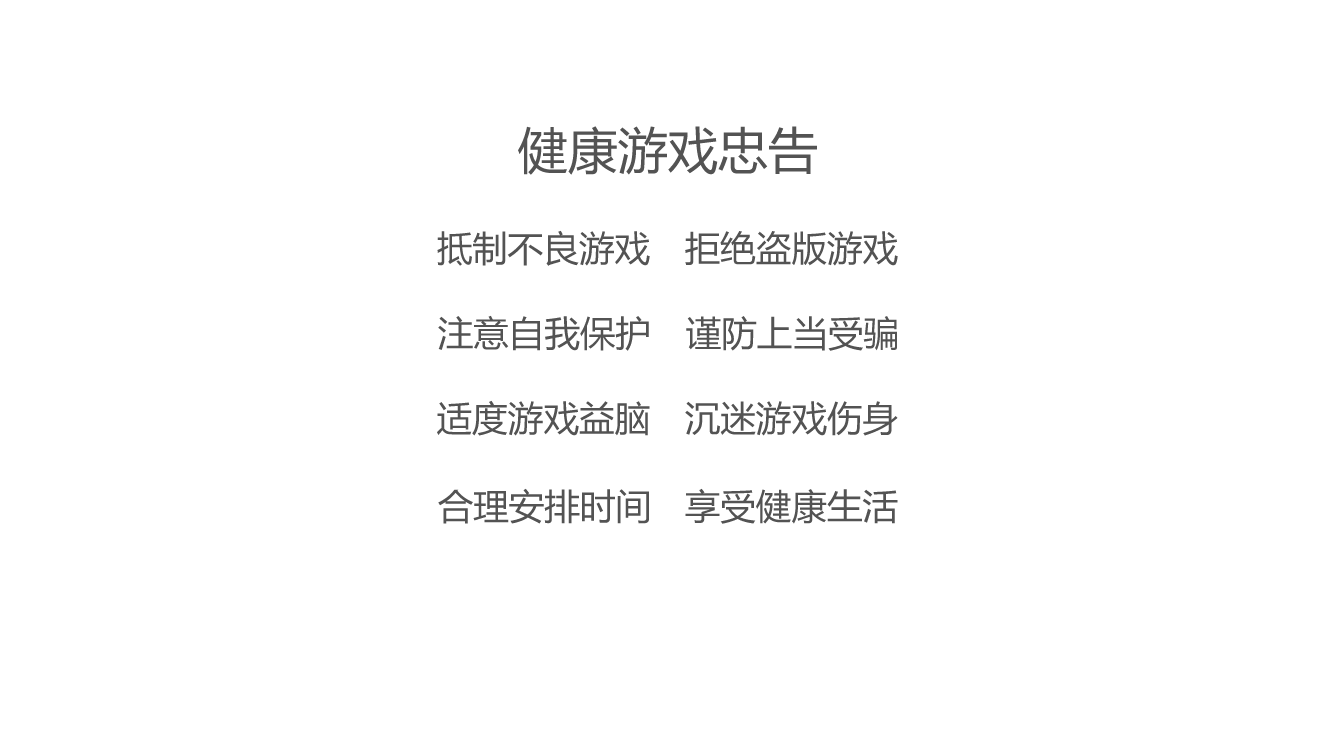 健康游戏忠告
抵制不良游戏 拒绝盗版游戏
注意自我保护 谨防上当受骗
适度游戏益脑 沉迷游戏伤身
合理安排时间 享受健康生活